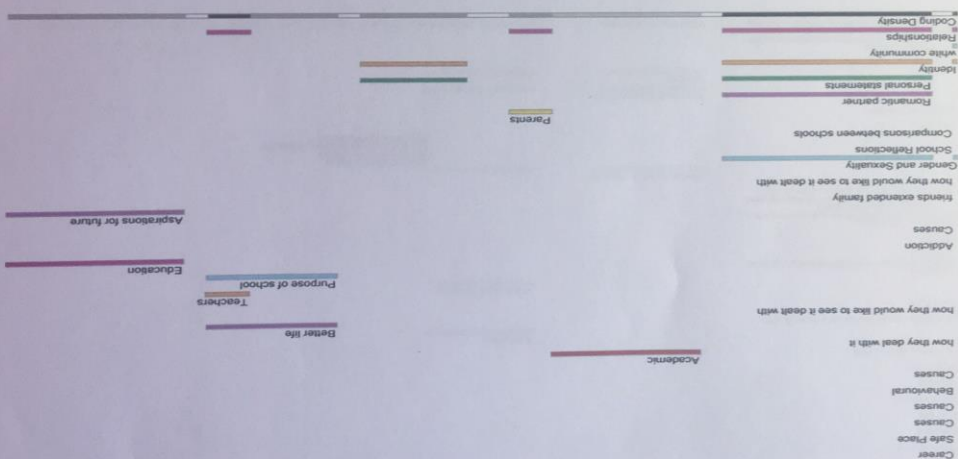 Career
Safe Place
Causes
Causes
Behavioural
Causes
Academic
how they deal with it
Better life
how they would like to see it dealt with
Teachers
Purpose of school
Education
Addiction
Causes
Aspirations for future
friends extended family
how they would like to see it dealt with
Gender and Sexuality
School Reflections
Comparisons between schools
Parents
Romantic partner
Personal statements
Identity
white community
Relationships
Coding Density